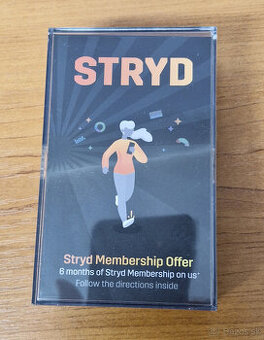 STRYD
Stryd Membership Offer
6 months of Stryd Membership on us*
Follow the directions inside